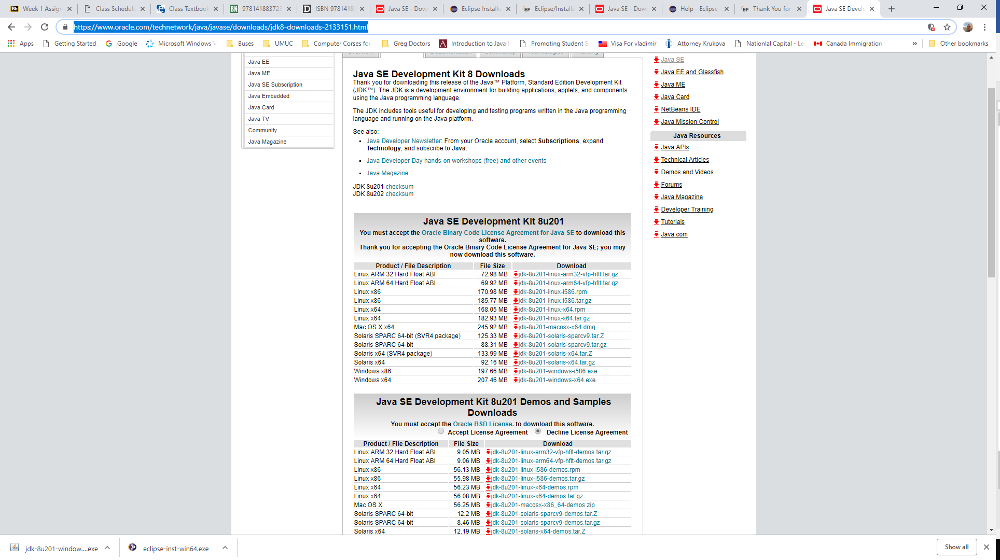 Week 1 Assign
Class Schedule
Class Textbook
978141883723
ISBN 97814188
Java SE - Dow
Eclipse Installe
Eclipse/Installa
Java SE - Dow
Help - Eclipse
Thank You for
Java SE Develo
https://www.oracle.com/technetwork/java/javase/downloads/jdk8-downloads-2133151.html
Apps
Getting Started
Google
Microsoft Windows
Buses
UMUC
Computer Corses for
Greg Doctors
Introduction to Java
Promoting Student S
Visa For vladimir
Attorney Krukova
Nationlal Capital - Le
Canada Immigration
»
Other bookmarks
Java EE
Java ME
Java SE Subscription
Java Embedded
Java Card
Java TV
Community
Java Magazine
Overview
Documentation
Community
Technologies
Training
Java SE Development Kit 8 Downloads
Thank you for downloading this release of the Java™ Platform, Standard Edition Development Kit
(JDK™). The JDK is a development environment for building applications, applets, and components
using the Java programming language.
The JDK includes tools useful for developing and testing programs written in the Java programming
language and running on the Java platform.
See also:
Java Developer Newsletter: From your Oracle account, select Subscriptions, expand
Technology, and subscribe to Java.
Java Developer Day hands-on workshops (free) and other events
Java Magazine
JDK 8u201 checksum
JDK 8u202 checksum
Java SE Development Kit 8u201
You must accept the Oracle Binary Code License Agreement for Java SE to download this
software.
Thank you for accepting the Oracle Binary Code License Agreement for Java SE; you may
now download this software.
Product / File Description File Size Download
Linux ARM 32 Hard Float ABI 72.98 MB jdk-8u201-linux-arm32-vfp-hflt.tar.gz
Linux ARM 64 Hard Float ABI 69.92 MB jdk-8u201-linux-arm64-vfp-hflt.tar.gz
Linux x86 170.98 MB jdk-8u201-linux-i586.rpm
Linux x86 185.77 MB jdk-8u201-linux-i586.tar.gz
Linux x64 168.05 MB jdk-8u201-linux-x64.rpm
Linux x64 182.93 MB jdk-8u201-linux-x64.tar.gz
Mac OS X x64 245.92 MB jdk-8u201-macosx-x64.dmg
Solaris SPARC 64-bit (SVR4 package) 125.33 MB jdk-8u201-solaris-sparcv9.tar.Z
Solaris SPARC 64-bit 88.31 MB jdk-8u201-solaris-sparcv9.tar.gz
Solaris x64 (SVR4 package) 133.99 MB jdk-8u201-solaris-x64.tar.Z
Solaris x64 92.16 MB jdk-8u201-solaris-x64.tar.gz
Windows x86 197.66 MB jdk-8u201-windows-i586.exe
Windows x64 207.46 MB jdk-8u201-windows-x64.exe
Java SE Development Kit 8u201 Demos and Samples
Downloads
You must accept the Oracle BSD License. to download this software.
Accept License Agreement Decline License Agreement
Product / File Description File Size Download
Linux ARM 32 Hard Float ABI 9.05 MB jdk-8u201-linux-arm32-vfp-hflt-demos.tar.gz
Linux ARM 64 Hard Float ABI 9.06 MB jdk-8u201-linux-arm64-vfp-hflt-demos.tar.gz
Linux x86 56.13 MB jdk-8u201-linux-i586-demos.rpm
Linux x86 55.98 MB jdk-8u201-linux-i586-demos.tar.gz
Linux x64 56.23 MB jdk-8u201-linux-x64-demos.rpm
Linux x64 56.08 MB jdk-8u201-linux-x64-demos.tar.gz
Mac OS X 56.25 MB jdk-8u201-macosx-x86_64-demos.zip
Solaris SPARC 64-bit 12.2 MB jdk-8u201-solaris-sparcv9-demos.tar.Z
Solaris SPARC 64-bit 8.46 MB jdk-8u201-solaris-sparcv9-demos.tar.gz
Solaris x64 12.19 MB jdk-8u201-solaris-x64-demos.tar.Z
Java SE
Java EE and Glassfish
Java ME
Java Card
NetBeans IDE
Java Mission Control
Java Resources
Java APIs
Technical Articles
Demos and Videos
Forums
Java Magazine
Developer Training
Tutorials
Java.com
jdk-8u201-window....exe
eclipse-inst-win64.exe
Show all